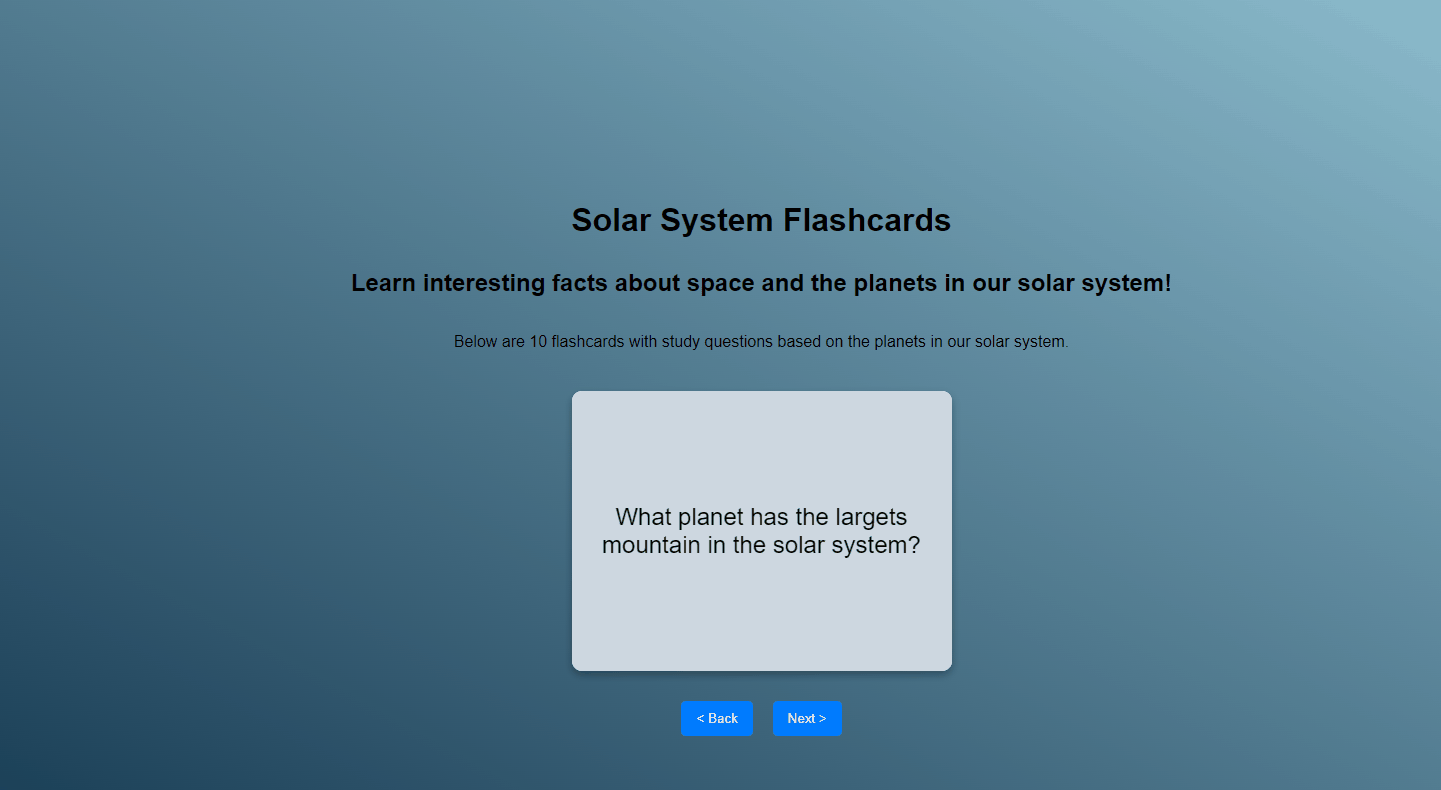 Solar System Flashcards
Learn interesting facts about space and the planets in our solar system!
Below are 10 flashcards with study questions based on the planets in our solar system.
What planet has the largets
mountain in the solar system?
< Back
Next >